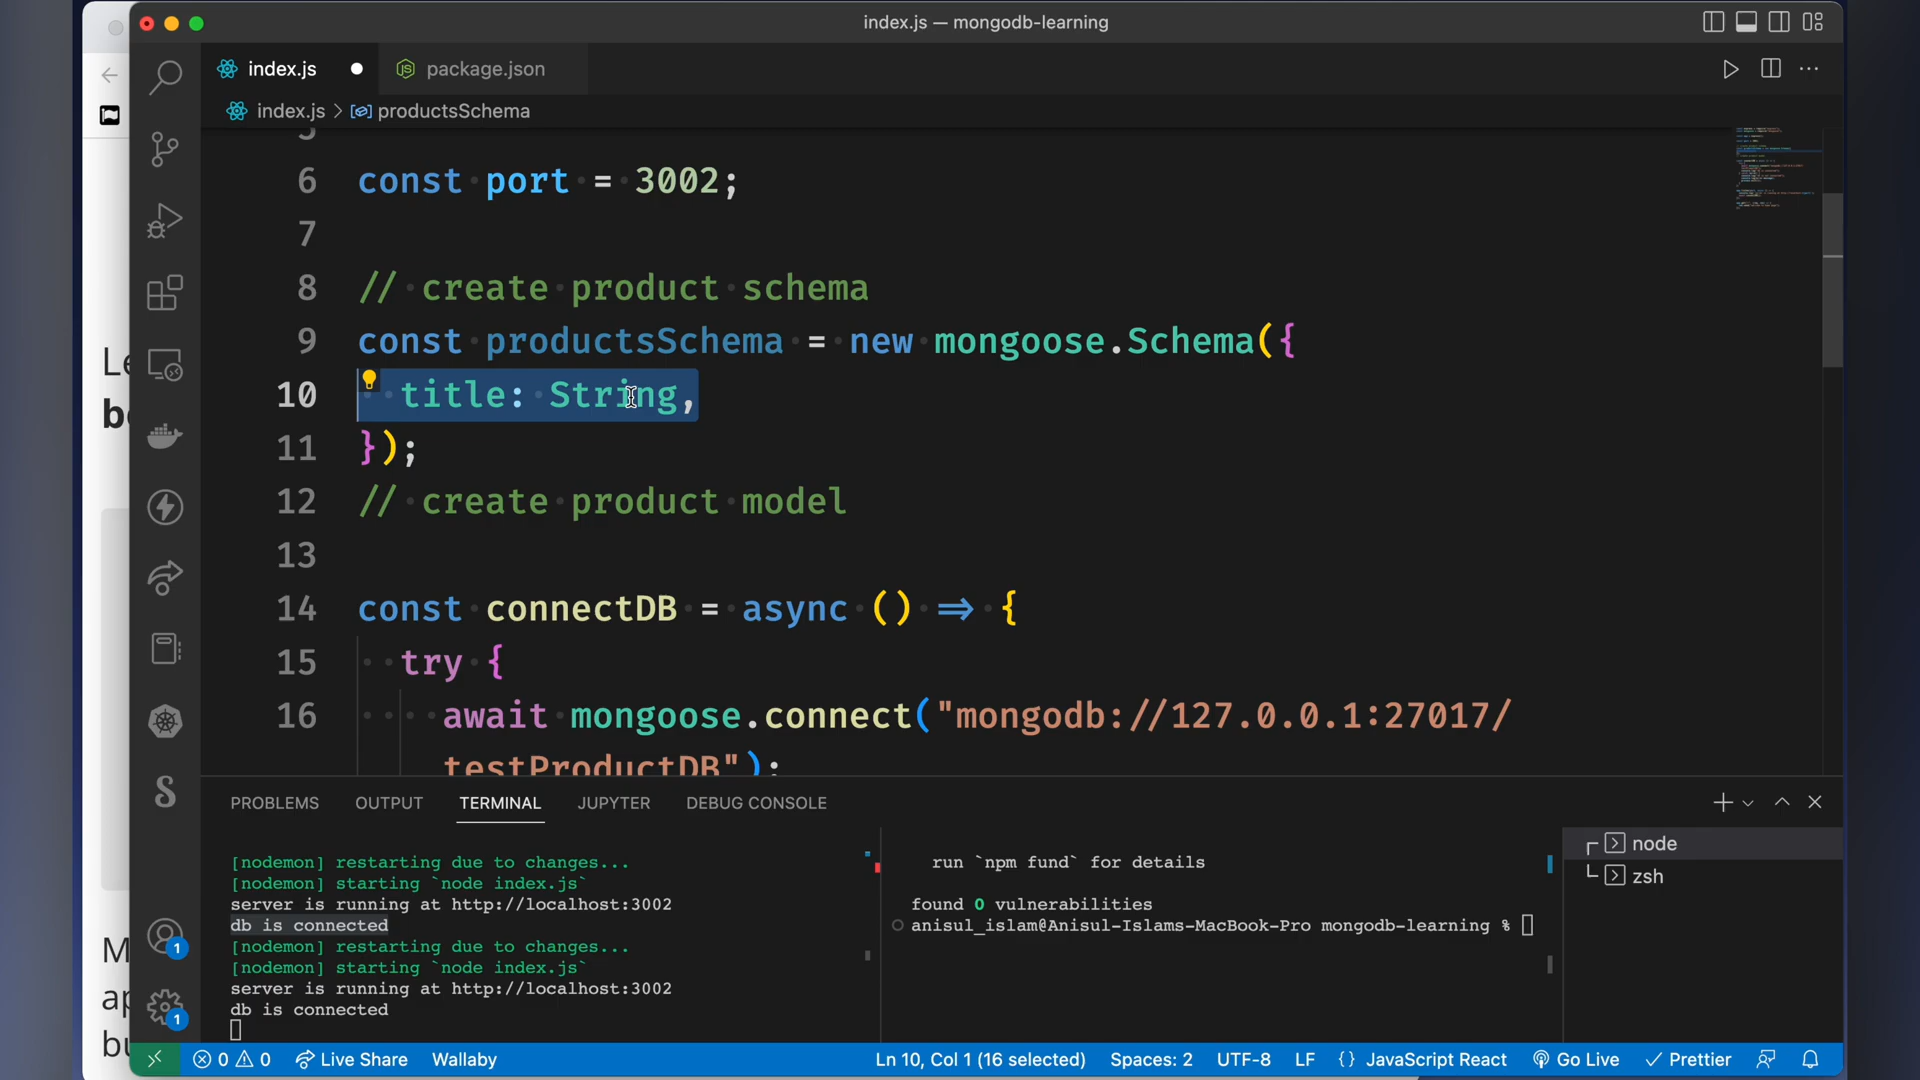 index.js — mongodb-learning
index.js
package.json
index.js > productsSchema
5
6 const port = 3002;
7
8 // create product schema
9 const productsSchema = new mongoose.Schema({
10 title: String,
11 });
12 // create product model
13
14 const connectDB = async () => {
15 try {
16 await mongoose.connect("mongodb://127.0.0.1:27017/
testProductDB");
PROBLEMS OUTPUT TERMINAL JUPYTER DEBUG CONSOLE
[nodemon] restarting due to changes...
[nodemon] starting `node index.js`
server is running at http://localhost:3002
db is connected
[nodemon] restarting due to changes...
[nodemon] starting `node index.js`
server is running at http://localhost:3002
db is connected
run `npm fund` for details
found 0 vulnerabilities
anisul_islam@Anisul-Islams-MacBook-Pro mongodb-learning %
node
zsh
1
1
Le
b
M
ap
bu
0 0 Live Share Wallaby Ln 10, Col 1 (16 selected) Spaces: 2 UTF-8 LF {} JavaScript React Go Live Prettier